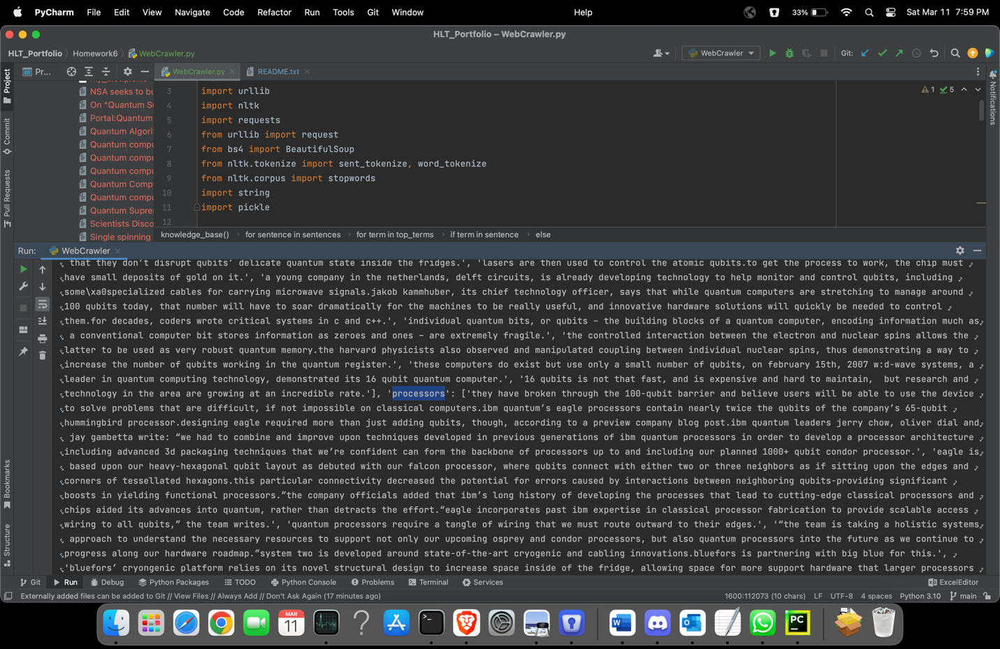 PyCharm File Edit View Navigate Code Refactor Run Tools Git Window Help 33% Sat Mar 11 7:59 PM
HLT_Portfolio – WebCrawler.py
HLT_Portfolio Homework6 WebCrawler.py WebCrawler Git:
Pr... WebCrawler.py README.txt
Project
Commit
Pull Requests
Bookmarks
Structure
Notifications
NSA seeks to bu
On "Quantum Su
Portal:Quantum
Quantum Algori
Quantum compu
Quantum compu
Quantum compu
Quantum Comp
Quantum compu
Quantum Supre
Scientists Disco
Single spinning
1 5
3 import urllib
4 import nltk
5 import requests
6 from urllib import request
7 from bs4 import BeautifulSoup
8 from nltk.tokenize import sent_tokenize, word_tokenize
9 from nltk.corpus import stopwords
10 import string
11 import pickle
12
knowledge_base() for sentence in sentences for term in top_terms if term in sentence else
Run: WebCrawler
that they don't disrupt qubits' delicate quantum state inside the fridges.', 'lasers are then used to control the atomic qubits.to get the process to work, the chip must
have small deposits of gold on it.', 'a young company in the netherlands, delft circuits, is already developing technology to help monitor and control qubits, including
some\xa0specialized cables for carrying microwave signals.jakob kammhuber, its chief technology officer, says that while quantum computers are stretching to manage around
100 qubits today, that number will have to soar dramatically for the machines to be really useful, and innovative hardware solutions will quickly be needed to control
them.for decades, coders wrote critical systems in c and c++.', 'individual quantum bits, or qubits – the building blocks of a quantum computer, encoding information much as
a conventional computer bit stores information as zeroes and ones – are extremely fragile.', 'the controlled interaction between the electron and nuclear spins allows the
latter to be used as very robust quantum memory.the harvard physicists also observed and manipulated coupling between individual nuclear spins, thus demonstrating a way to
increase the number of qubits working in the quantum register.', 'these computers do exist but use only a small number of qubits, on february 15th, 2007 w:d-wave systems, a
leader in quantum computing technology, demonstrated its 16 qubit quantum computer.', '16 qubits is not that fast, and is expensive and hard to maintain,  but research and
technology in the area are growing at an incredible rate.'], 'processors': ['they have broken through the 100-qubit barrier and believe users will be able to use the device
to solve problems that are difficult, if not impossible on classical computers.ibm quantum's eagle processors contain nearly twice the qubits of the company's 65-qubit
hummingbird processor.designing eagle required more than just adding qubits, though, according to a preview company blog post.ibm quantum leaders jerry chow, oliver dial and
jay gambetta write: “we had to combine and improve upon techniques developed in previous generations of ibm quantum processors in order to develop a processor architecture
including advanced 3d packaging techniques that we're confident can form the backbone of processors up to and including our planned 1000+ qubit condor processor.', 'eagle is
based upon our heavy-hexagonal qubit layout as debuted with our falcon processor, where qubits connect with either two or three neighbors as if sitting upon the edges and
corners of tessellated hexagons.this particular connectivity decreased the potential for errors caused by interactions between neighboring qubits-providing significant
boosts in yielding functional processors.”the company officials added that ibm's long history of developing the processes that lead to cutting-edge classical processors and
chips aided its advances into quantum, rather than detracts the effort.“eagle incorporates past ibm expertise in classical processor fabrication to provide scalable access
wiring to all qubits,” the team writes.', 'quantum processors require a tangle of wiring that we must route outward to their edges.', '“the team is taking a holistic systems
approach to understand the necessary resources to support not only our upcoming osprey and condor processors, but also quantum processors into the future as we continue to
progress along our hardware roadmap.”system two is developed around state-of-the-art cryogenic and cabling innovations.bluefors is partnering with big blue for this.',
'bluefors' cryongenic platform relies on its novel structural design to increase space inside of the fridge, allowing space for more support hardware that larger processors
Git Run Debug Python Packages TODO Python Console Problems Terminal Services ExcelEditor
Externally added files can be added to Git // View Files // Always Add // Don't Ask Again (17 minutes ago) 1600:112073 (10 chars) LF UTF-8 4 spaces Python 3.10 main
MAR
11
PC